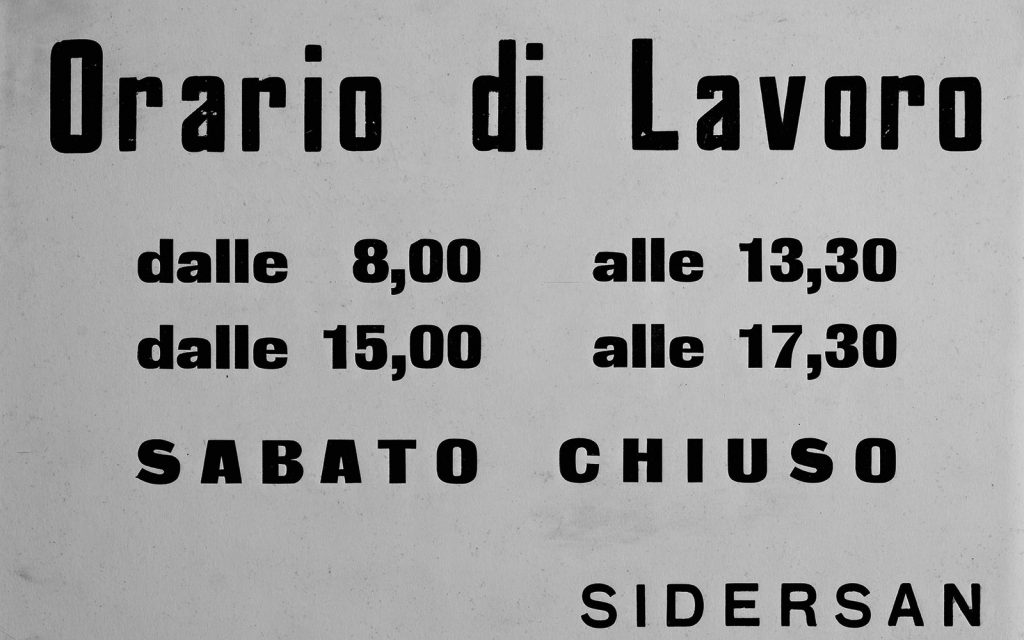 Orario di Lavoro
dalle 8,00 alle 13,30
dalle 15,00 alle 17,30
SABATO CHIUSO
SIDERSAN